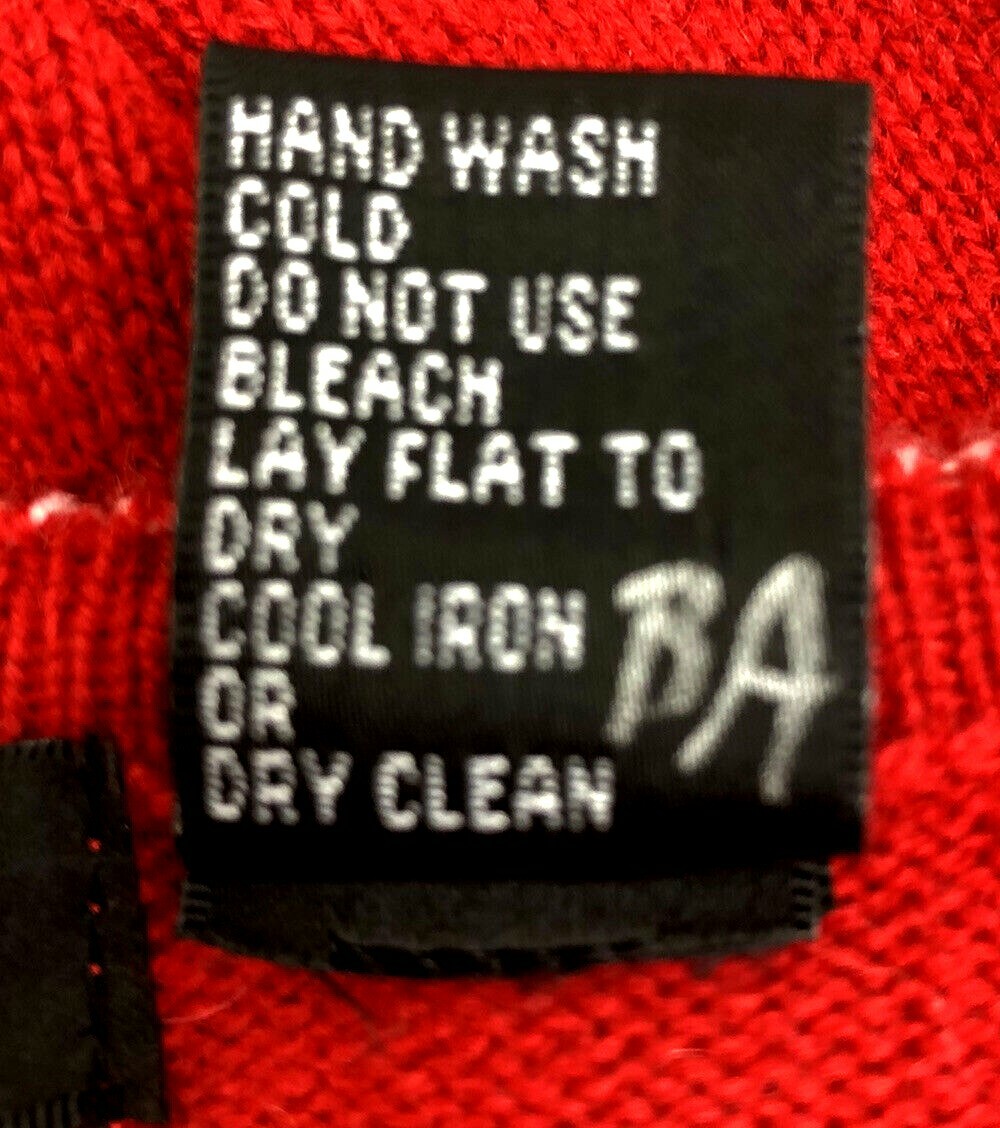 HAND WASH
COLD
DO NOT USE
BLEACH
LAY FLAT TO
DRY
COOL IRON
OR
DRY CLEAN
BA